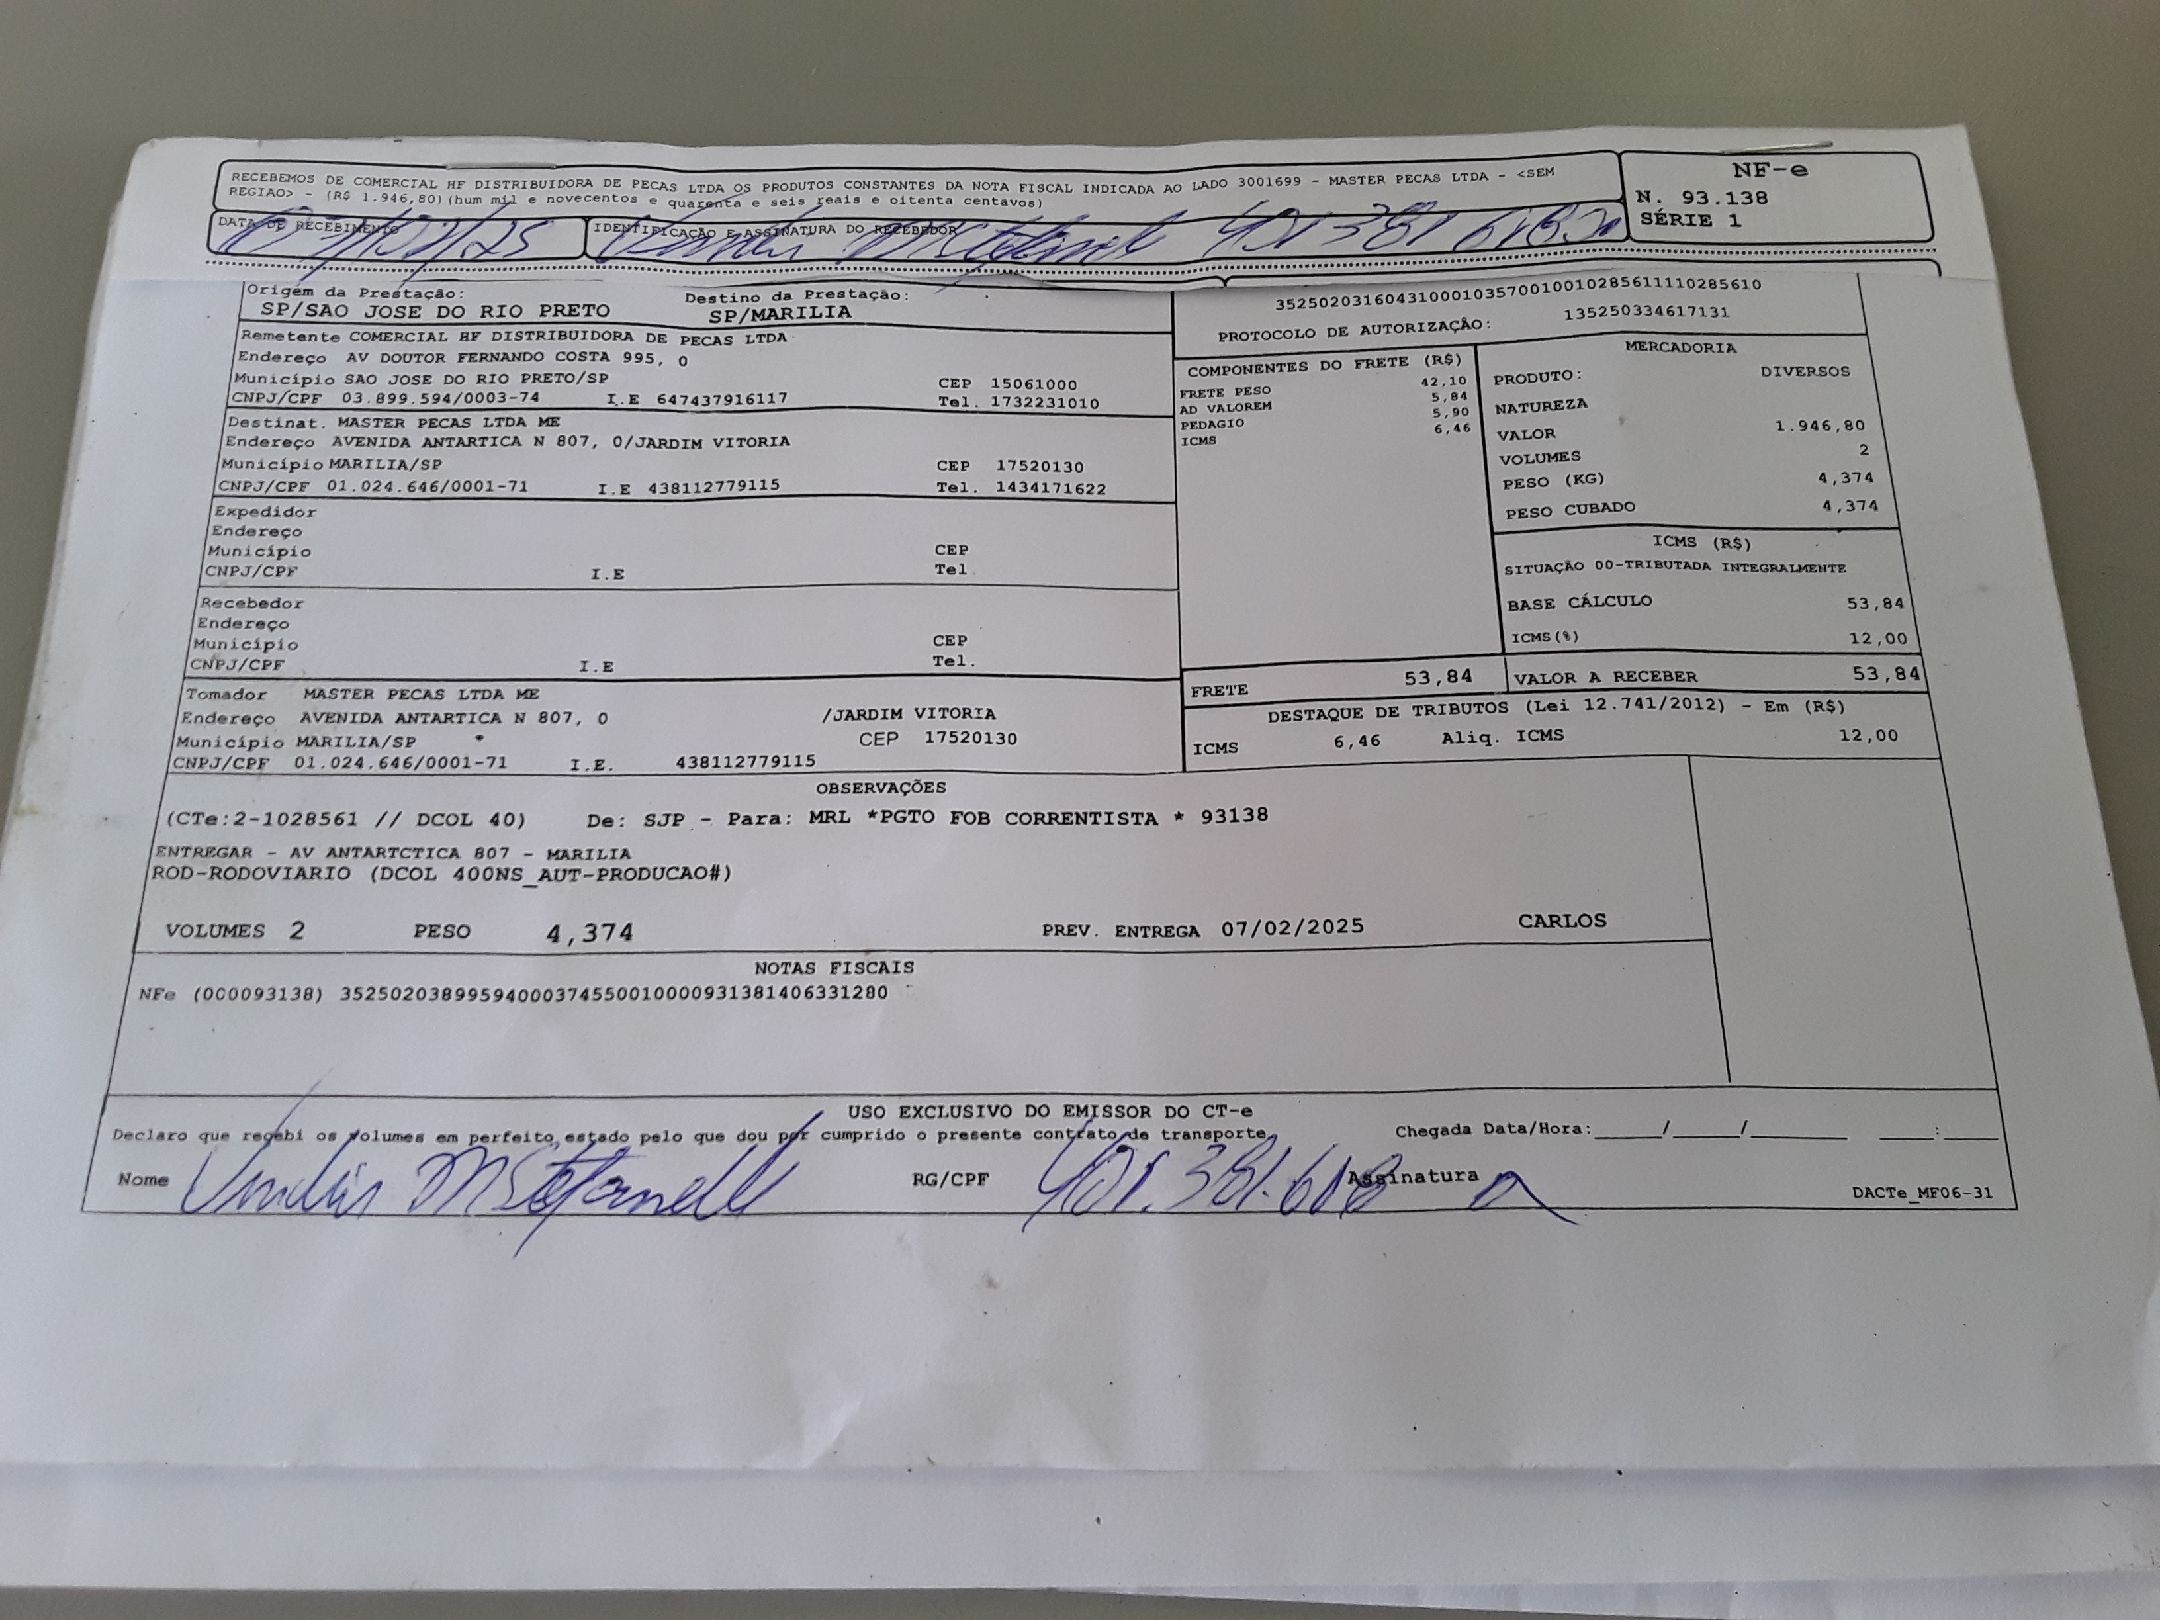 RECEBEMOS DE COMERCIAL HF DISTRIBUIDORA DE PECAS LTDA OS PRODUTOS CONSTANTES DA NOTA FISCAL INDICADA AO LADO 3001699 - MASTER PECAS LTDA - <SEM
REGIAO> - (R$ 1.946,80)(hum mil e novecentos e quarenta e seis reais e oitenta centavos)
NF-e
N. 93.138
SÉRIE 1
DATA DE RECEBIMENTO
07/02/25
IDENTIFICAÇÃO E ASSINATURA DO RECEBEDOR
Origem da Prestação: Destino da Prestação:
SP/SAO JOSE DO RIO PRETO SP/MARILIA
35250203160431000103570010010285611110285610
PROTOCOLO DE AUTORIZAÇÃO: 135250334617131
Remetente COMERCIAL HF DISTRIBUIDORA DE PECAS LTDA
Endereço AV DOUTOR FERNANDO COSTA 995, 0
Município SAO JOSE DO RIO PRETO/SP CEP 15061000
CNPJ/CPF 03.899.594/0003-74 I.E 647437916117 Tel. 1732231010
Destinat. MASTER PECAS LTDA ME
Endereço AVENIDA ANTARTICA N 807, 0/JARDIM VITORIA
Município MARILIA/SP CEP 17520130
CNPJ/CPF 01.024.646/0001-71 I.E 438112779115 Tel. 1434171622
Expedidor
Endereço
Município CEP
CNPJ/CPF I.E Tel
Recebedor
Endereço
Município CEP
CNPJ/CPF I.E Tel.
Tomador MASTER PECAS LTDA ME
Endereço AVENIDA ANTARTICA N 807, 0 /JARDIM VITORIA
Município MARILIA/SP CEP 17520130
CNPJ/CPF 01.024.646/0001-71 I.E. 438112779115
COMPONENTES DO FRETE (R$)
FRETE PESO 42,10
AD VALOREM 5,84
PEDAGIO 5,90
ICMS 6,46
MERCADORIA
PRODUTO: DIVERSOS
NATUREZA
VALOR 1.946,80
VOLUMES 2
PESO (KG) 4,374
PESO CUBADO 4,374
ICMS (R$)
SITUAÇÃO 00-TRIBUTADA INTEGRALMENTE
BASE CÁLCULO 53,84
ICMS(%) 12,00
FRETE 53,84 VALOR A RECEBER 53,84
DESTAQUE DE TRIBUTOS (Lei 12.741/2012) - Em (R$)
ICMS 6,46 Aliq. ICMS 12,00
OBSERVAÇÕES
(CTe:2-1028561 // DCOL 40) De: SJP - Para: MRL *PGTO FOB CORRENTISTA * 93138
ENTREGAR - AV ANTARTCTICA 807 - MARILIA
ROD-RODOVIARIO (DCOL 400NS_AUT-PRODUCAO#)
VOLUMES 2 PESO 4,374 PREV. ENTREGA 07/02/2025 CARLOS
NOTAS FISCAIS
NFe (000093138) 35250203899594000374550010000931381406331280
USO EXCLUSIVO DO EMISSOR DO CT-e
Declaro que recebi os volumes em perfeito estado pelo que dou por cumprido o presente contrato de transporte. Chegada Data/Hora:_____/_____/_______ ___:____
Nome RG/CPF 401.381.618 Assinatura
DACTe_MF06-31